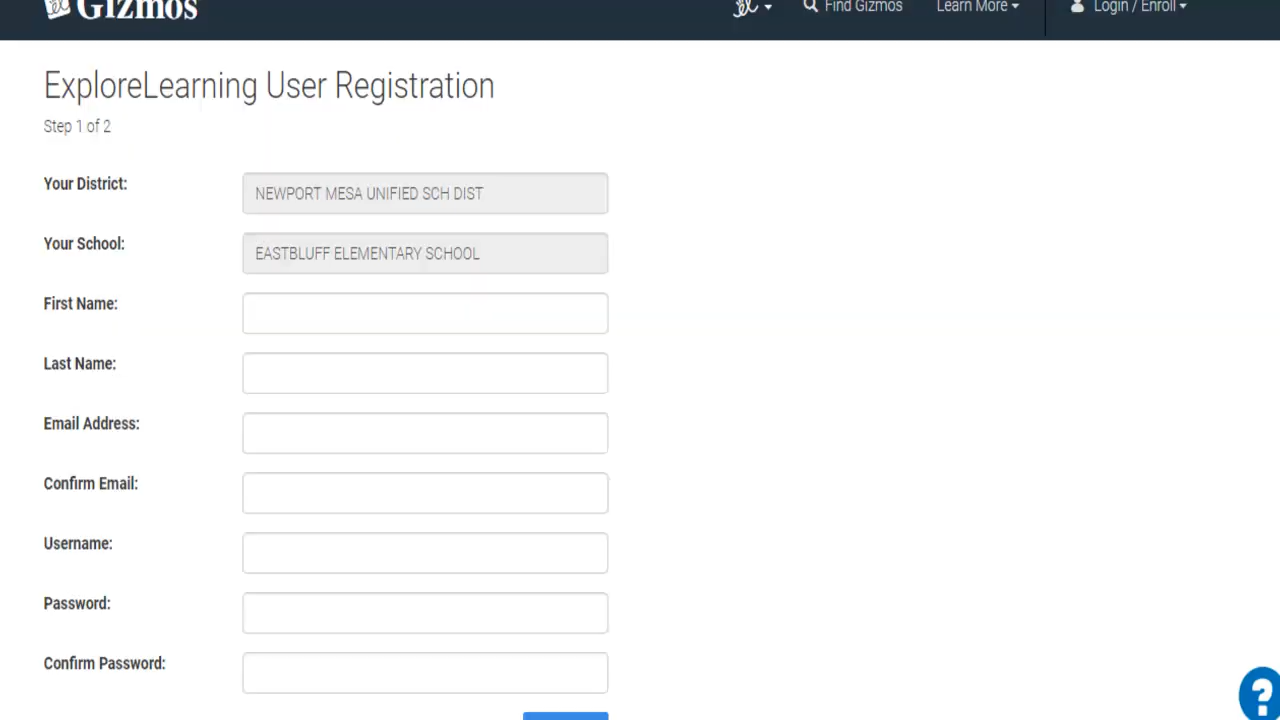 Gizmos
Find Gizmos Learn More Login / Enroll
ExploreLearning User Registration
Step 1 of 2
Your District: NEWPORT MESA UNIFIED SCH DIST
Your School: EASTBLUFF ELEMENTARY SCHOOL
First Name:
Last Name:
Email Address:
Confirm Email:
Username:
Password:
Confirm Password:
?